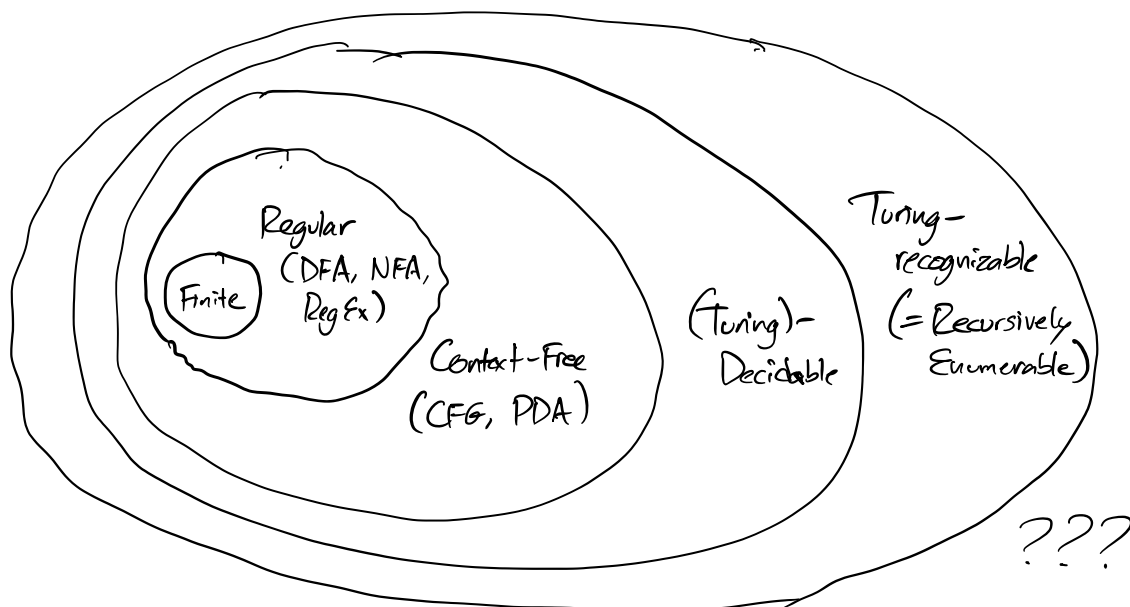 Regular
(DFA, NFA,
RegEx)
Finite
Context-Free
(CFG, PDA)
(Turing)-
Decidable
Turing-
recognizable
(= Recursively
Enumerable)
???